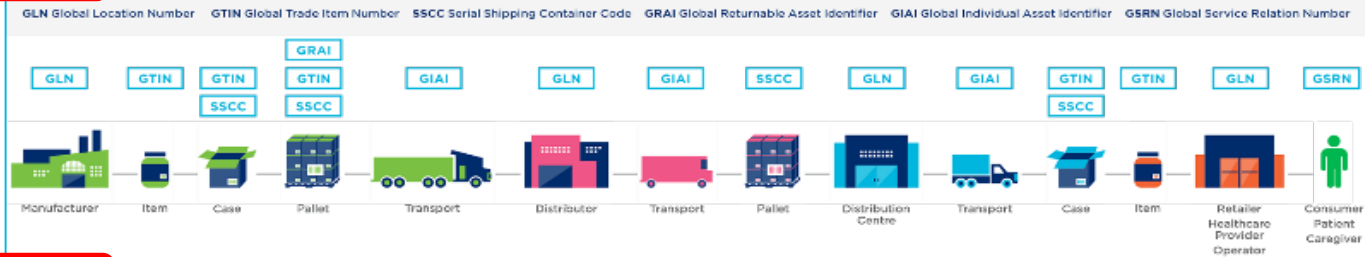 GLN Global Location Number GTIN Global Trade Item Number SSCC Serial Shipping Container Code GRAI Global Returnable Asset Identifier GIAI Global Individual Asset Identifier GSRN Global Service Relation Number
GRAI
GLN GTIN GTIN GTIN GIAI GLN GIAI SSCC GLN GIAI GTIN GTIN GLN GSRN
SSCC SSCC SSCC
Manufacturer Item Case Pallet Transport Distributor Transport Pallet Distribution Transport Case Item Retailer Consumer
Centre Healthcare Patient
Provider Caregiver
Operator